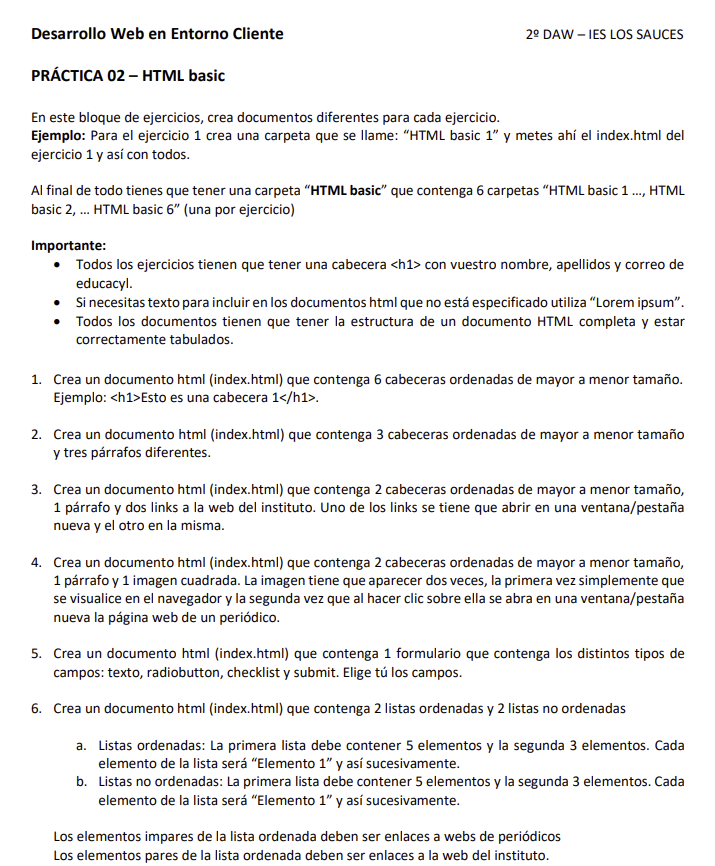 Desarrollo Web en Entorno Cliente 2º DAW – IES LOS SAUCES
PRÁCTICA 02 – HTML basic
En este bloque de ejercicios, crea documentos diferentes para cada ejercicio.
Ejemplo: Para el ejercicio 1 crea una carpeta que se llame: “HTML basic 1” y metes ahí el index.html del
ejercicio 1 y así con todos.
Al final de todo tienes que tener una carpeta “HTML basic” que contenga 6 carpetas “HTML basic 1 …, HTML
basic 2, … HTML basic 6” (una por ejercicio)
Importante:
• Todos los ejercicios tienen que tener una cabecera <h1> con vuestro nombre, apellidos y correo de
educacyl.
• Si necesitas texto para incluir en los documentos html que no está especificado utiliza “Lorem ipsum”.
• Todos los documentos tienen que tener la estructura de un documento HTML completa y estar
correctamente tabulados.
1. Crea un documento html (index.html) que contenga 6 cabeceras ordenadas de mayor a menor tamaño.
Ejemplo: <h1>Esto es una cabecera 1</h1>.
2. Crea un documento html (index.html) que contenga 3 cabeceras ordenadas de mayor a menor tamaño
y tres párrafos diferentes.
3. Crea un documento html (index.html) que contenga 2 cabeceras ordenadas de mayor a menor tamaño,
1 párrafo y dos links a la web del instituto. Uno de los links se tiene que abrir en una ventana/pestaña
nueva y el otro en la misma.
4. Crea un documento html (index.html) que contenga 2 cabeceras ordenadas de mayor a menor tamaño,
1 párrafo y 1 imagen cuadrada. La imagen tiene que aparecer dos veces, la primera vez simplemente que
se visualice en el navegador y la segunda vez que al hacer clic sobre ella se abra en una ventana/pestaña
nueva la página web de un periódico.
5. Crea un documento html (index.html) que contenga 1 formulario que contenga los distintos tipos de
campos: texto, radiobutton, checklist y submit. Elige tú los campos.
6. Crea un documento html (index.html) que contenga 2 listas ordenadas y 2 listas no ordenadas
a. Listas ordenadas: La primera lista debe contener 5 elementos y la segunda 3 elementos. Cada
elemento de la lista será “Elemento 1” y así sucesivamente.
b. Listas no ordenadas: La primera lista debe contener 5 elementos y la segunda 3 elementos. Cada
elemento de la lista será “Elemento 1” y así sucesivamente.
Los elementos impares de la lista ordenada deben ser enlaces a webs de periódicos
Los elementos pares de la lista ordenada deben ser enlaces a la web del instituto.